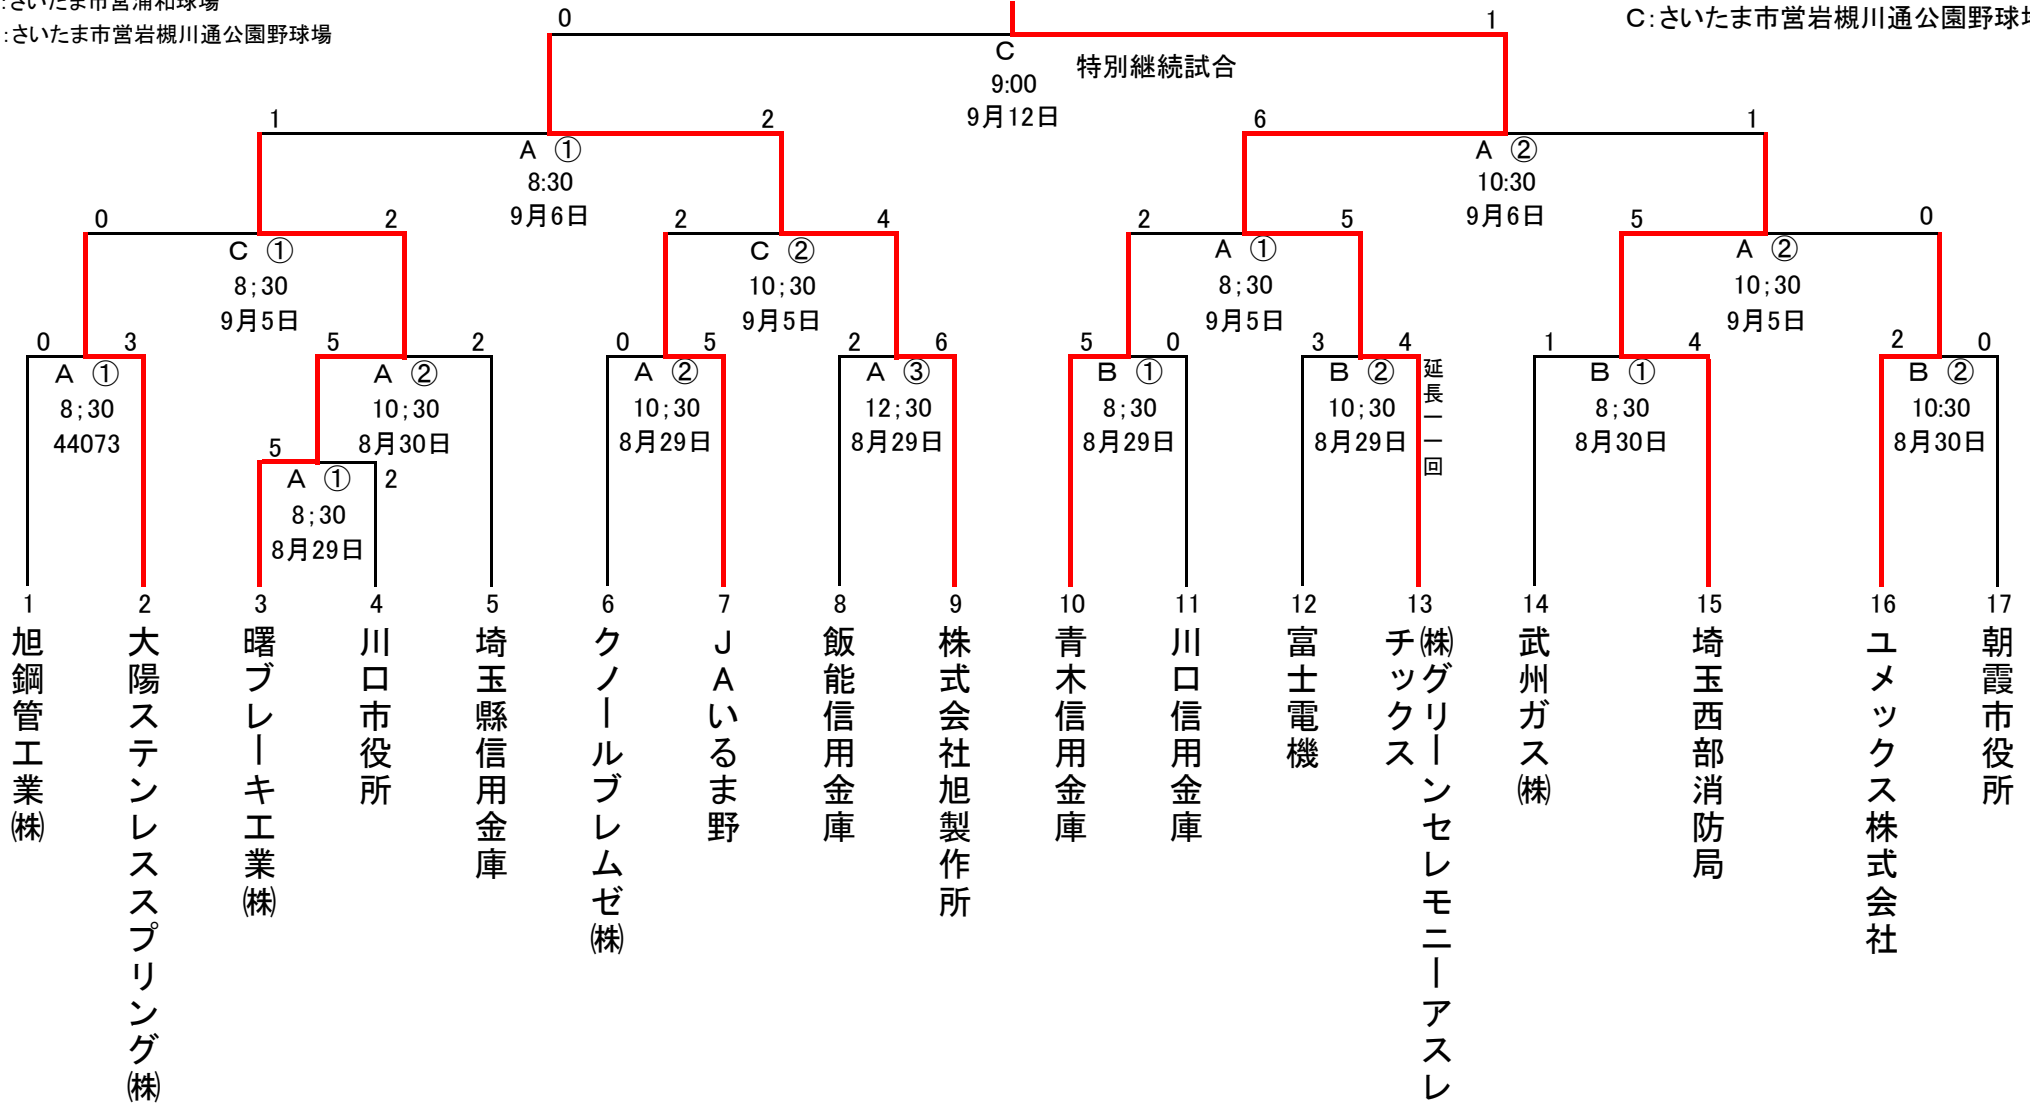 :さいたま市営浦和球場
:さいたま市営岩槻川通公園野球場
C:さいたま市営岩槻川通公園野球場
0
1
C
9:00
9月12日
特別継続試合
1
2
A ①
8:30
9月6日
6
1
A ②
10:30
9月6日
0
2
C ①
8;30
9月5日
2
4
C ②
10;30
9月5日
2
5
A ①
8;30
9月5日
5
0
A ②
10;30
9月5日
0
3
A ①
8;30
44073
5
2
A ②
10;30
8月30日
0
5
A ②
10;30
8月29日
2
6
A ③
12;30
8月29日
5
0
B ①
8;30
8月29日
3
4
B ②
10;30
8月29日
延長一一回
1
4
B ①
8;30
8月30日
2
0
B ②
10:30
8月30日
5
2
A ①
8;30
8月29日
1
旭鋼管工業㈱
2
大陽ステンレススプリング㈱
3
曙ブレーキ工業㈱
4
川口市役所
5
埼玉縣信用金庫
6
クノールブレムゼ㈱
7
JAいるま野
8
飯能信用金庫
9
株式会社旭製作所
10
青木信用金庫
11
川口信用金庫
12
富士電機
13
㈱グリーンセレモニーアスレ
チックス
14
武州ガス㈱
15
埼玉西部消防局
16
ユメックス株式会社
17
朝霞市役所